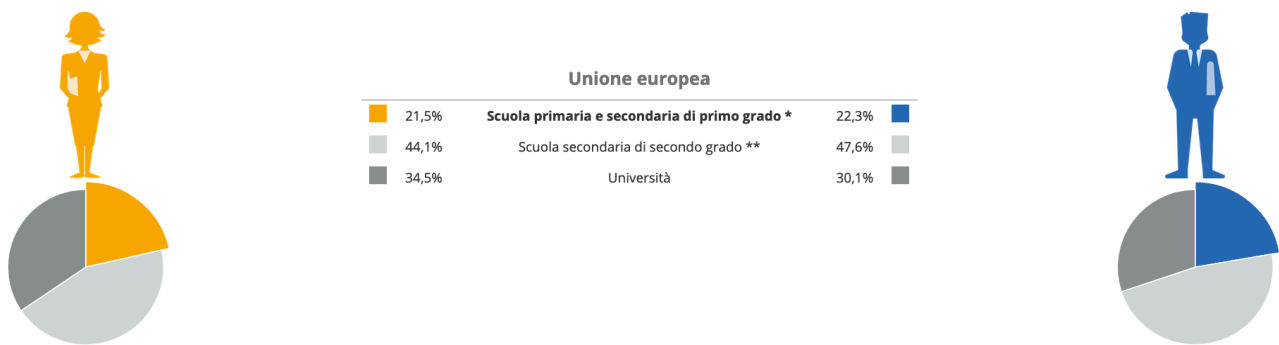 Unione europea
21,5% Scuola primaria e secondaria di primo grado * 22,3%
44,1% Scuola secondaria di secondo grado ** 47,6%
34,5% Università 30,1%